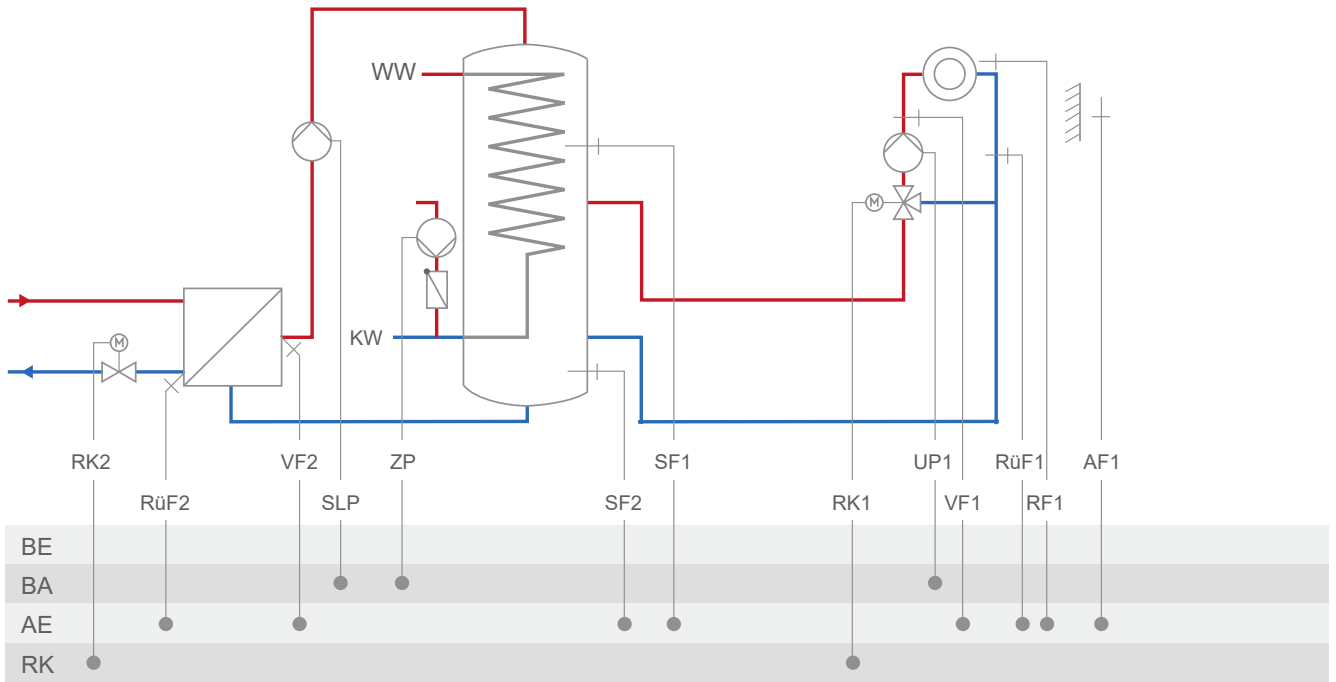 WW
M
KW
M
RK2 VF2 ZP SF1 UP1 RüF1 AF1
RüF2 SLP SF2 RK1 VF1 RF1
BE
BA
AE
RK